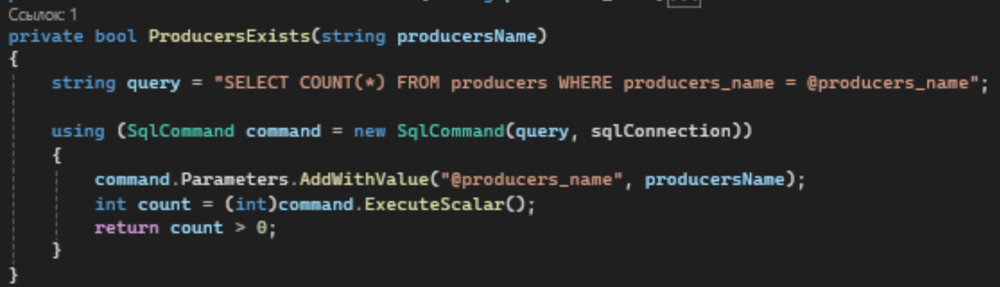 Ссылок: 1
private bool ProducersExists(string producersName)
{
    string query = "SELECT COUNT(*) FROM producers WHERE producers_name = @producers_name";

    using (SqlCommand command = new SqlCommand(query, sqlConnection))
    {
        command.Parameters.AddWithValue("@producers_name", producersName);
        int count = (int)command.ExecuteScalar();
        return count > 0;
    }
}